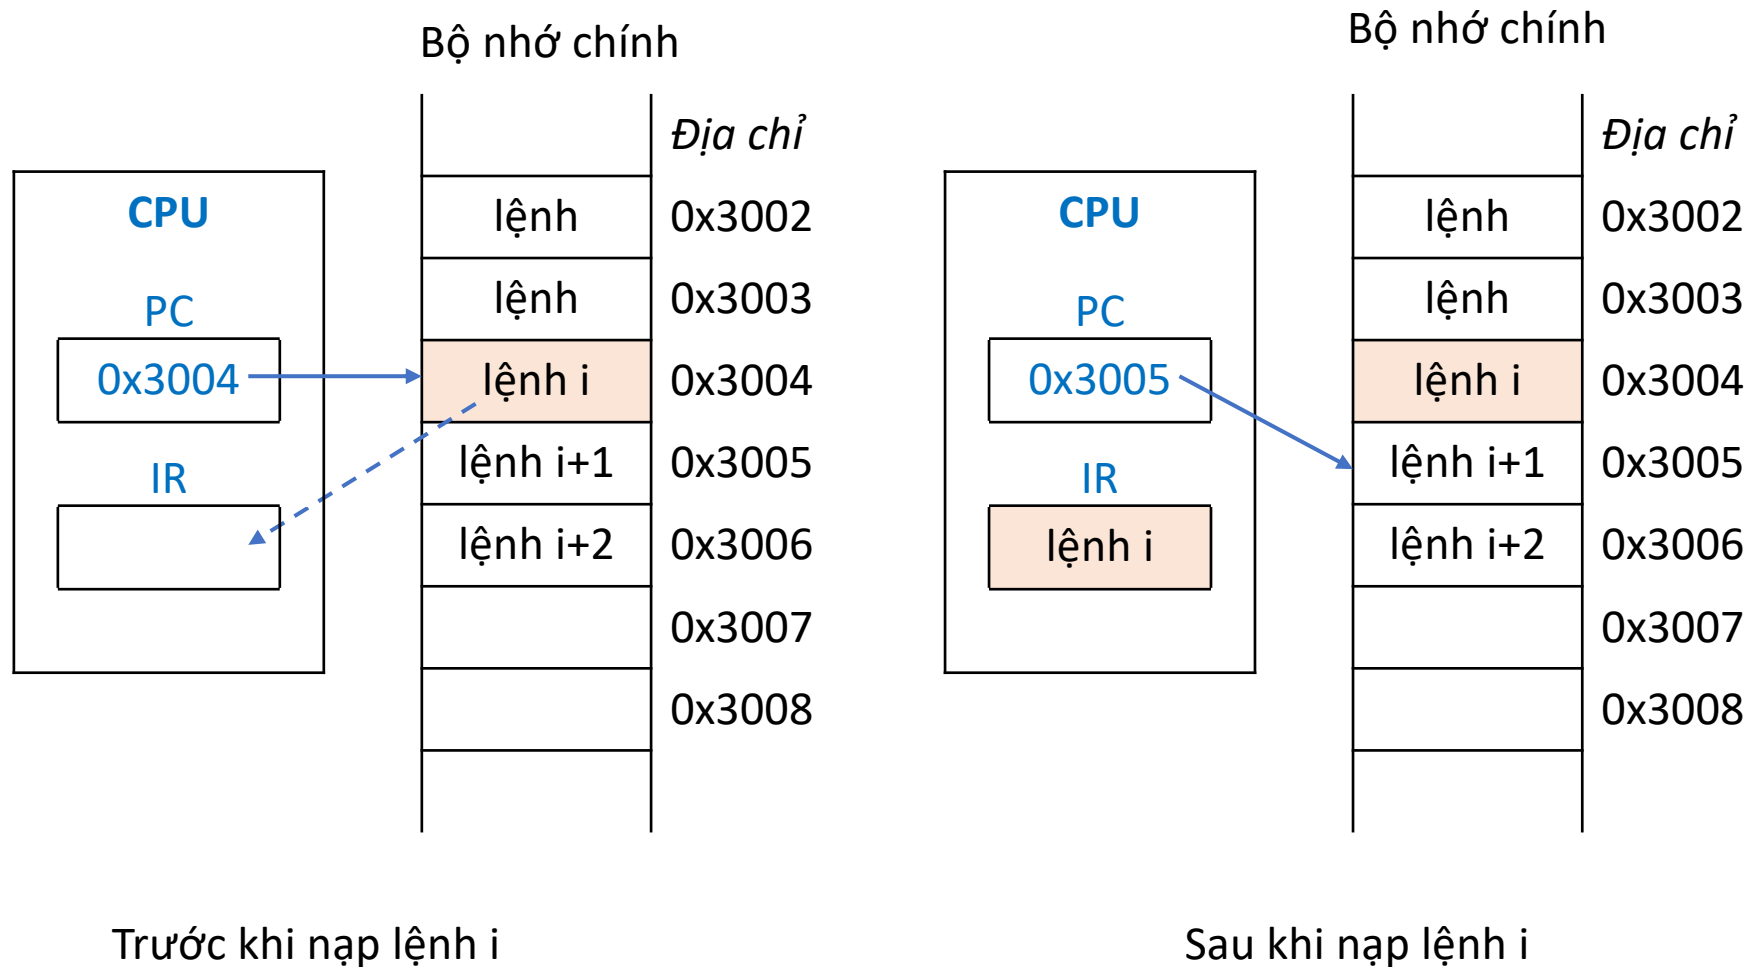 Bộ nhớ chính
Địa chỉ
CPU
lệnh 0x3002
lệnh 0x3003
PC
0x3004
lệnh i 0x3004
lệnh i+1 0x3005
IR
lệnh i+2 0x3006
0x3007
0x3008
Trước khi nạp lệnh i
Bộ nhớ chính
Địa chỉ
CPU
lệnh 0x3002
lệnh 0x3003
PC
0x3005
lệnh i 0x3004
lệnh i+1 0x3005
IR
lệnh i
lệnh i+2 0x3006
0x3007
0x3008
Sau khi nạp lệnh i